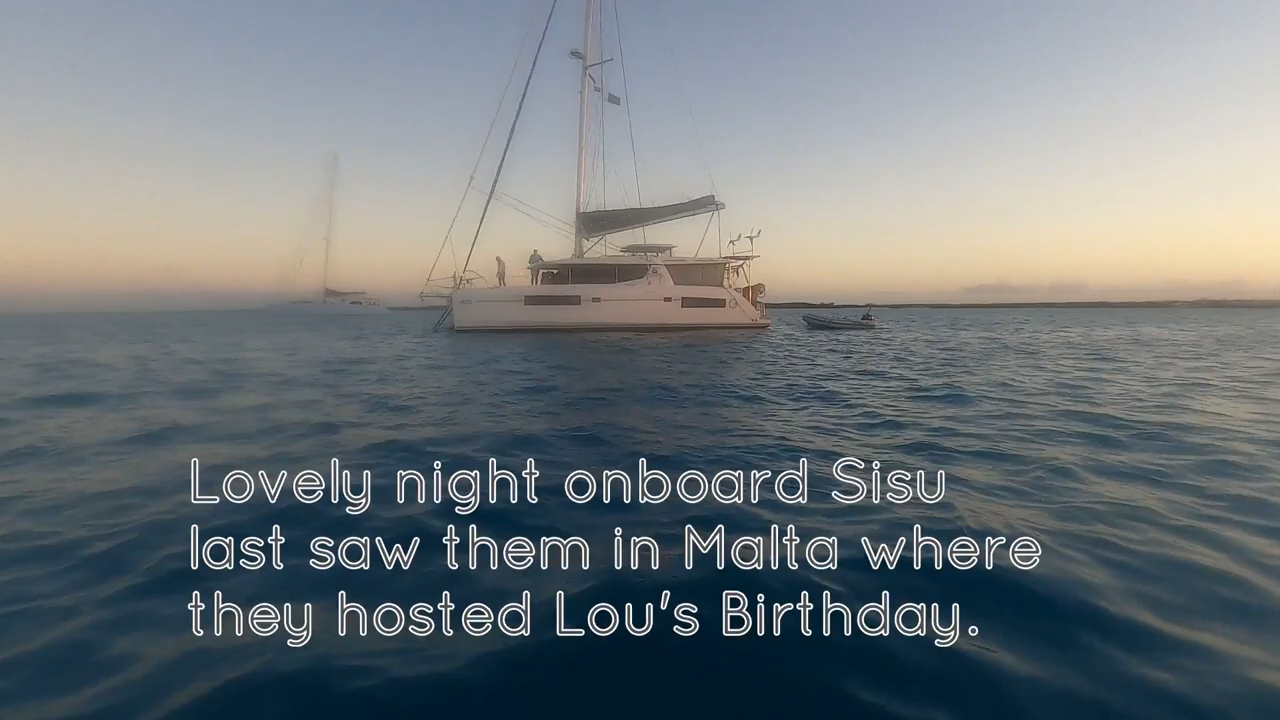 Lovely night onboard Sisu
last saw them in Malta where
they hosted Lou's Birthday.